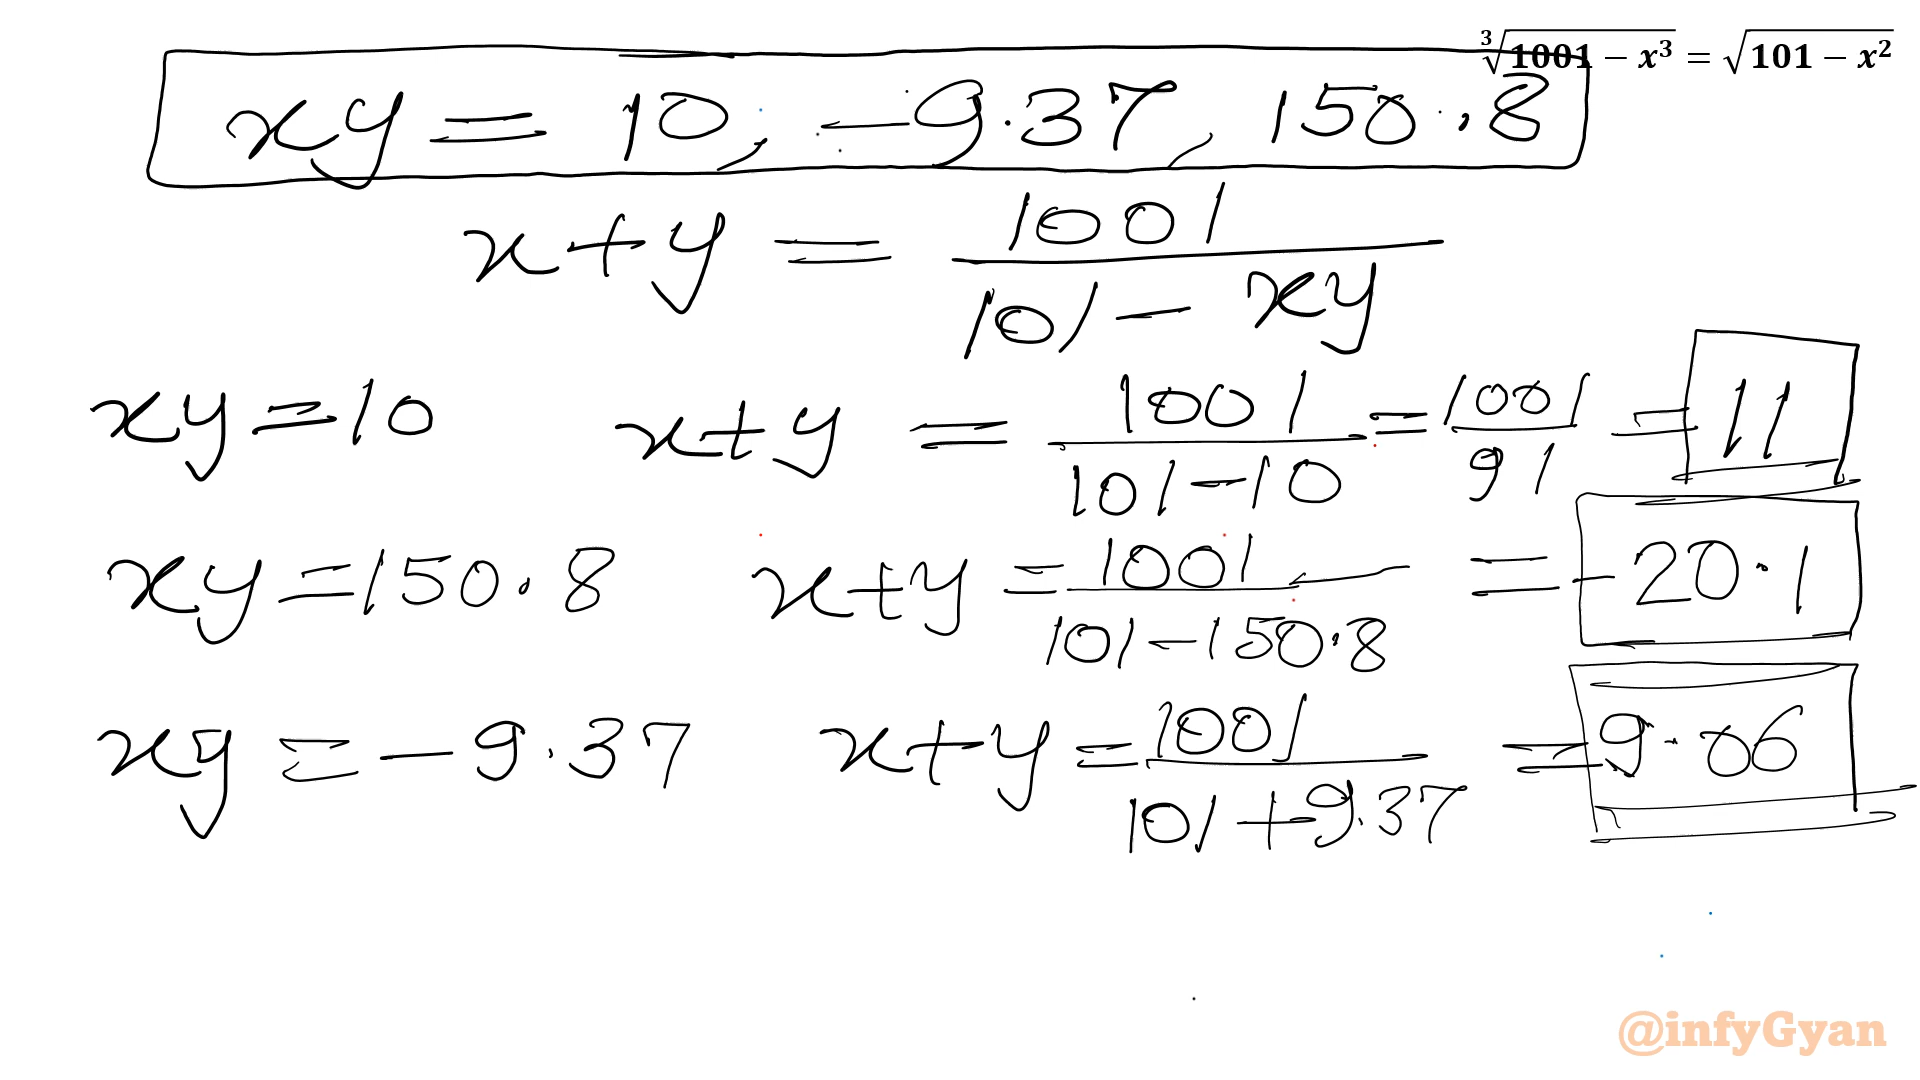 ∛(1001 − x³) = √(101 − x²)
xy = 10, −9.37, 150.8
x+y = 1001/(101 − xy)
xy = 10 x+y = 1001/(101−10) = 1001/91 = 11
xy = 150.8 x+y = 1001/(101−150.8) = −20.1
xy = −9.37 x+y = 1001/(101+9.37) = 9.06
@infyGyan